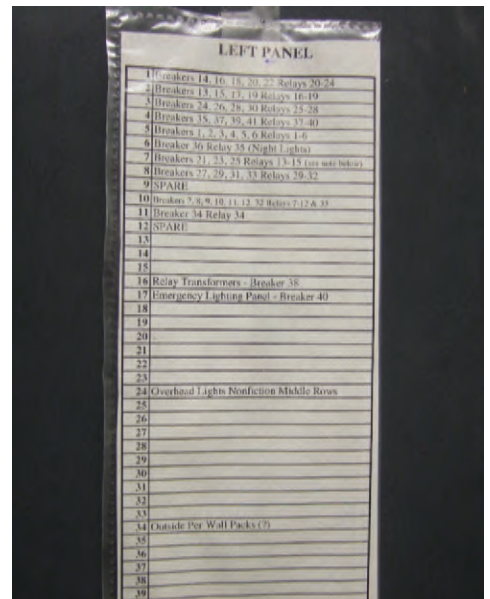 LEFT PANEL
1 Breakers 14, 16, 18, 20, 22 Relays 20-24
2 Breakers 13, 15, 17, 19 Relays 16-19
3 Breakers 24, 26, 28, 30 Relays 25-28
4 Breakers 35, 37, 39, 41 Relays 37-40
5 Breakers 1, 2, 3, 4, 5, 6 Relays 1-6
6 Breaker 36 Relay 35 (Night Lights)
7 Breakers 21, 23, 25 Relays 13-15 (see note below)
8 Breakers 27, 29, 31, 33 Relays 29-32
9 SPARE
10 Breakers 7, 8, 9, 10, 11, 12, 32 Relays 7-12 & 33
11 Breaker 34 Relay 34
12 SPARE
13
14
15
16 Relay Transformers - Breaker 38
17 Emergency Lighting Panel - Breaker 40
18
19
20
21
22
23
24 Overhead Lights Nonfiction Middle Rows
25
26
27
28
29
30
31
32
33
34 Outside Per Wall Packs (?)
35
36
37
38
39